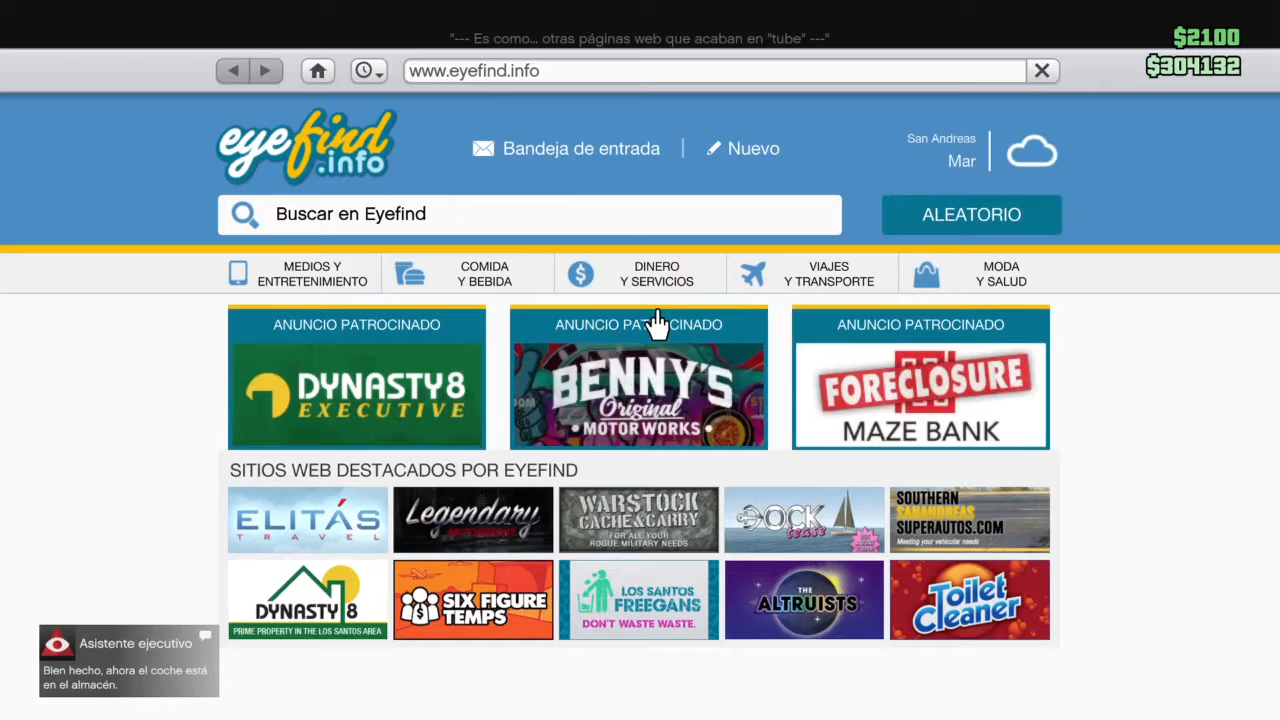 "--- Es como... otras páginas web que acaban en "tube" ---"
$2100
$304132
www.eyefind.info
eyefind
.info
Bandeja de entrada
Nuevo
San Andreas
Mar
Buscar en Eyefind
ALEATORIO
MEDIOS Y
ENTRETENIMIENTO
COMIDA
Y BEBIDA
DINERO
Y SERVICIOS
VIAJES
Y TRANSPORTE
MODA
Y SALUD
ANUNCIO PATROCINADO
ANUNCIO PATROCINADO
ANUNCIO PATROCINADO
DYNASTY8
EXECUTIVE
BENNY'S
Original
MOTOR WORKS
FORECLOSURE
MAZE BANK
SITIOS WEB DESTACADOS POR EYEFIND
ELITÁS
TRAVEL
Legendary
WARSTOCK
CACHE&CARRY
FOR ALL YOUR
ROGUE MILITARY NEEDS
DOCK
tease
SOUTHERN
SANANDREAS
SUPERAUTOS.COM
Meeting your vehicular needs
DYNASTY 8
PRIME PROPERTY IN THE LOS SANTOS AREA
SIX FIGURE
TEMPS
LOS SANTOS
FREEGANS
DON'T WASTE WASTE.
THE
ALTRUISTS
Toilet
Cleaner
Asistente ejecutivo
Bien hecho, ahora el coche está
en el almacén.